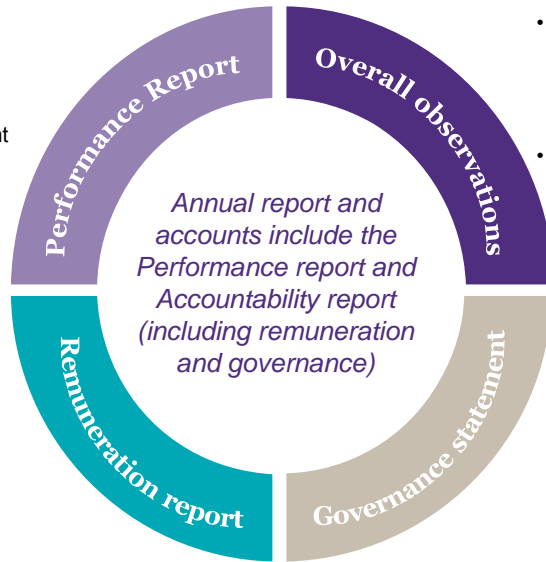 Performance Report
Overall observations
Annual report and
accounts include the
Performance report and
Accountability report
(including remuneration
and governance)
Remuneration report
Governance statement